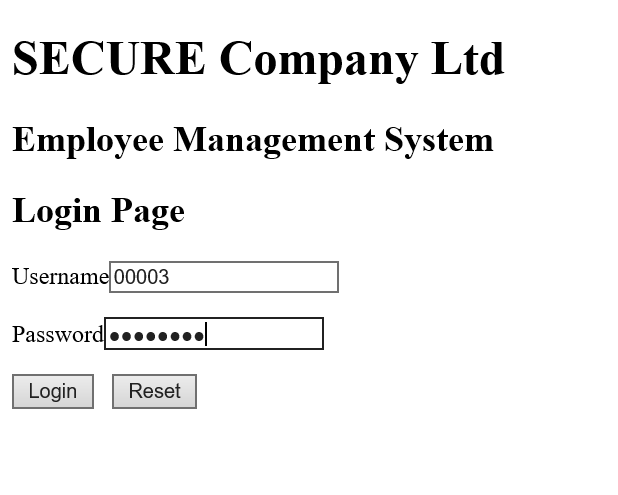 SECURE Company Ltd
Employee Management System
Login Page
Username 00003
Password ••••••••
Login Reset